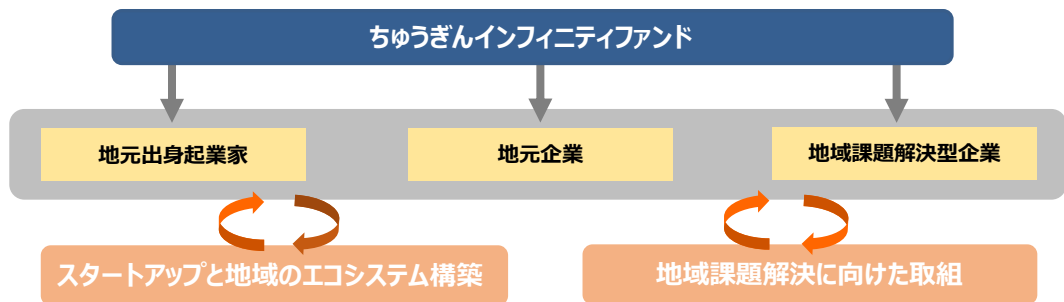 ちゅうぎんインフィニティファンド
地元出身起業家
地元企業
地域課題解決型企業
スタートアップと地域のエコシステム構築
地域課題解決に向けた取組